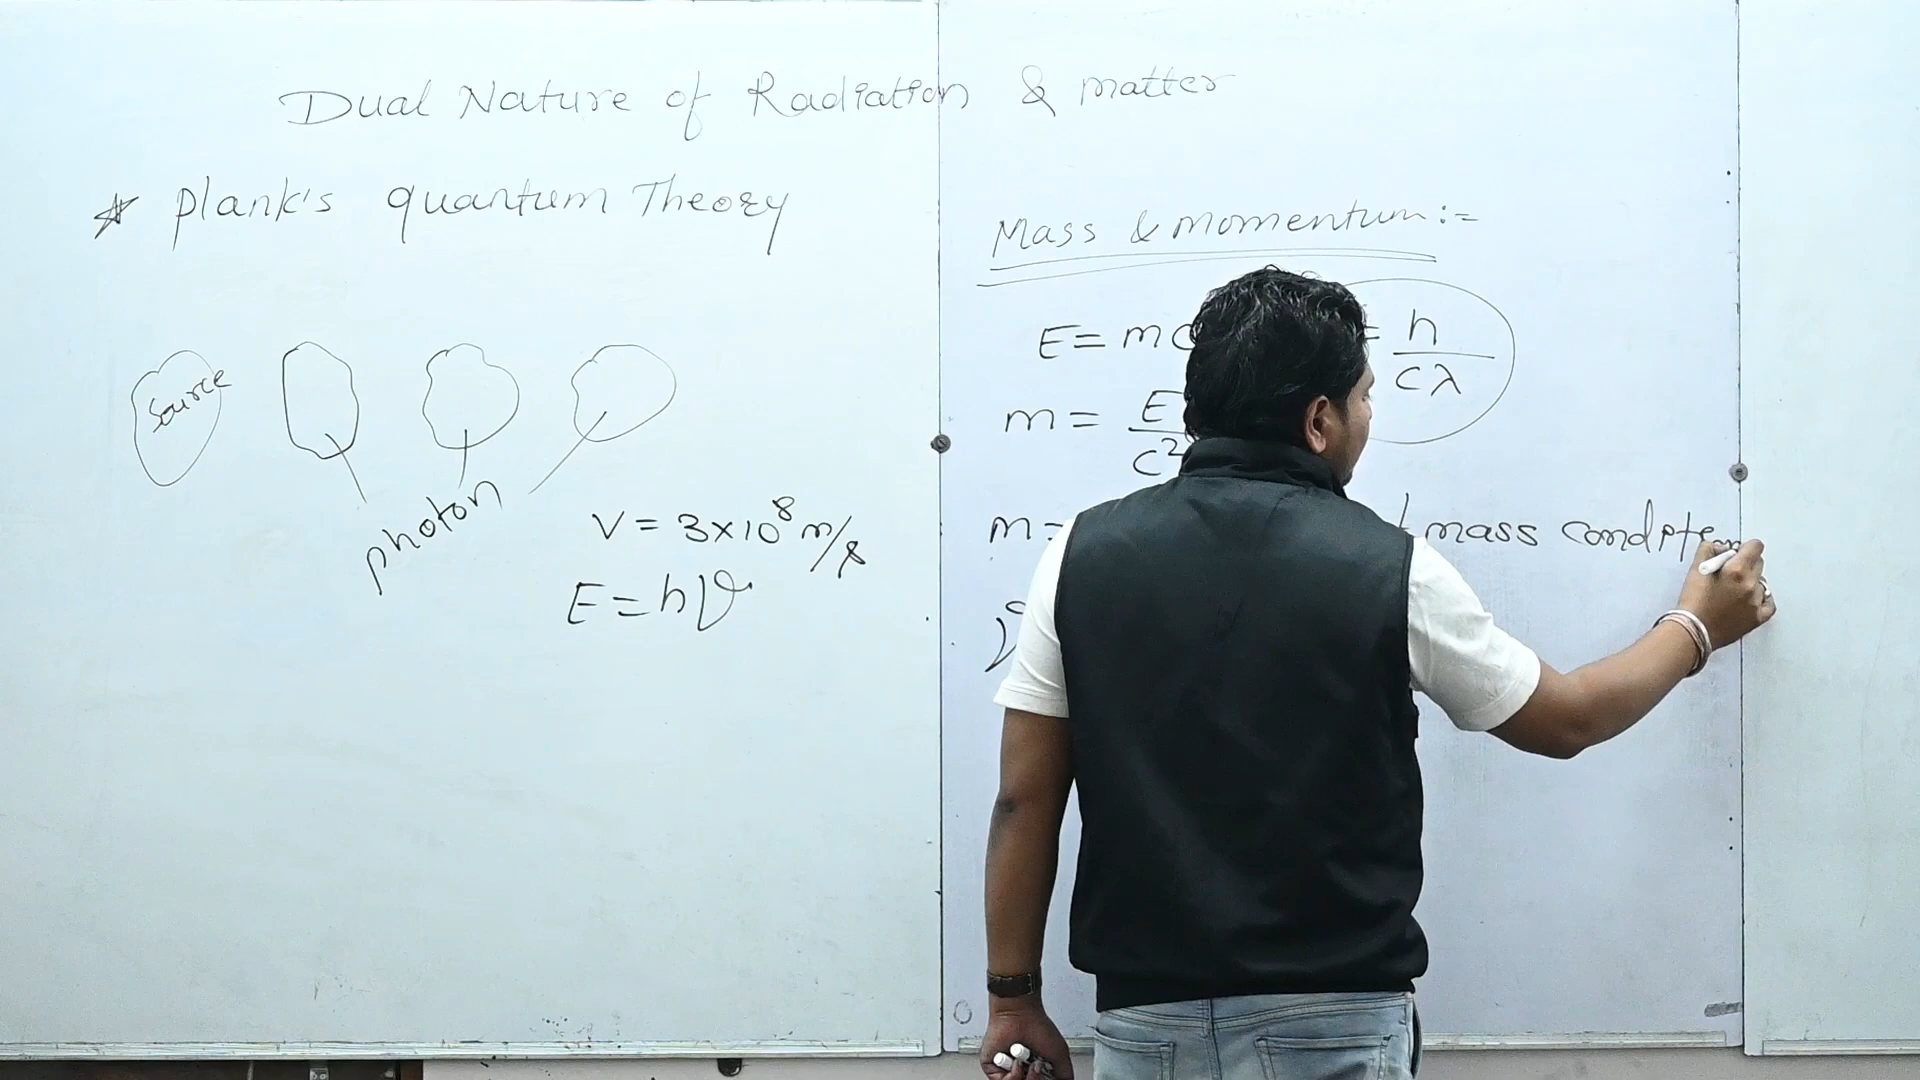 Dual Nature of Radiation & matter
* plank's quantum Theory
source
photon
V = 3×10⁸ m/s
E = hν
Mass & momentum :=
E = mc
= h/cλ
m = E/c²
m =
mass condition
ν